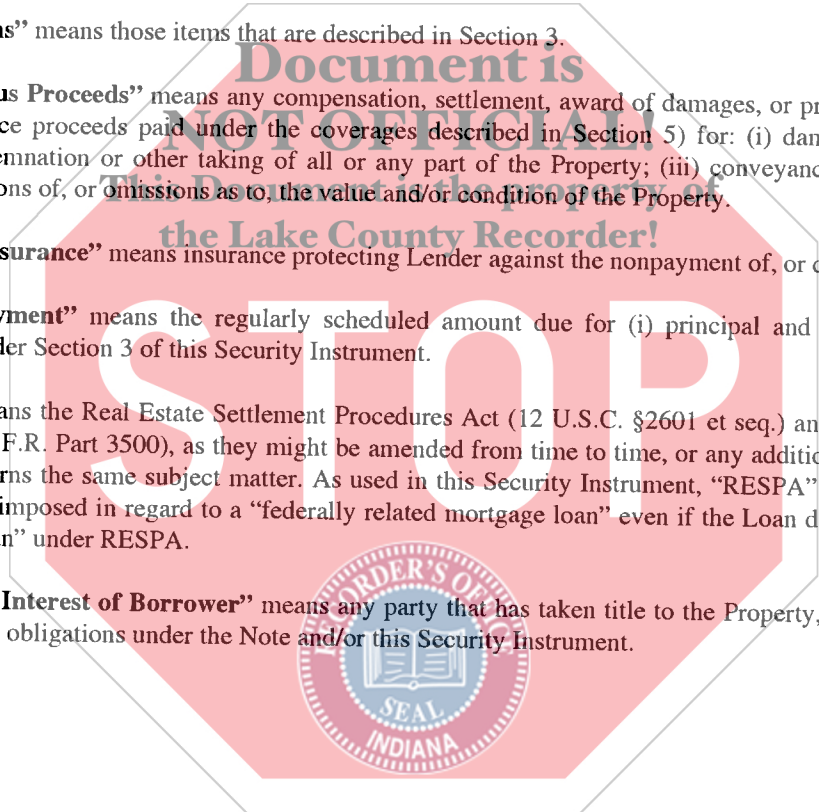 ns” means those items that are described in Section 3.
Document is
us Proceeds” means any compensation, settlement, award of damages, or pr
NOT OFFICIAL!
ce proceeds paid under the coverages described in Section 5) for: (i) dam
emnation or other taking of all or any part of the Property; (iii) conveyanc
This Document is the property of
ons of, or omissions as to, the value and/or condition of the Property.
the Lake County Recorder!
surance” means insurance protecting Lender against the nonpayment of, or d
yment” means the regularly scheduled amount due for (i) principal and
der Section 3 of this Security Instrument.
STOP
ans the Real Estate Settlement Procedures Act (12 U.S.C. §2601 et seq.) an
F.R. Part 3500), as they might be amended from time to time, or any additio
rns the same subject matter. As used in this Security Instrument, “RESPA”
imposed in regard to a “federally related mortgage loan” even if the Loan d
n” under RESPA.
Interest of Borrower” means any party that has taken title to the Property,
obligations under the Note and/or this Security Instrument.
RECORDER'S OFFICE
SEAL
INDIANA